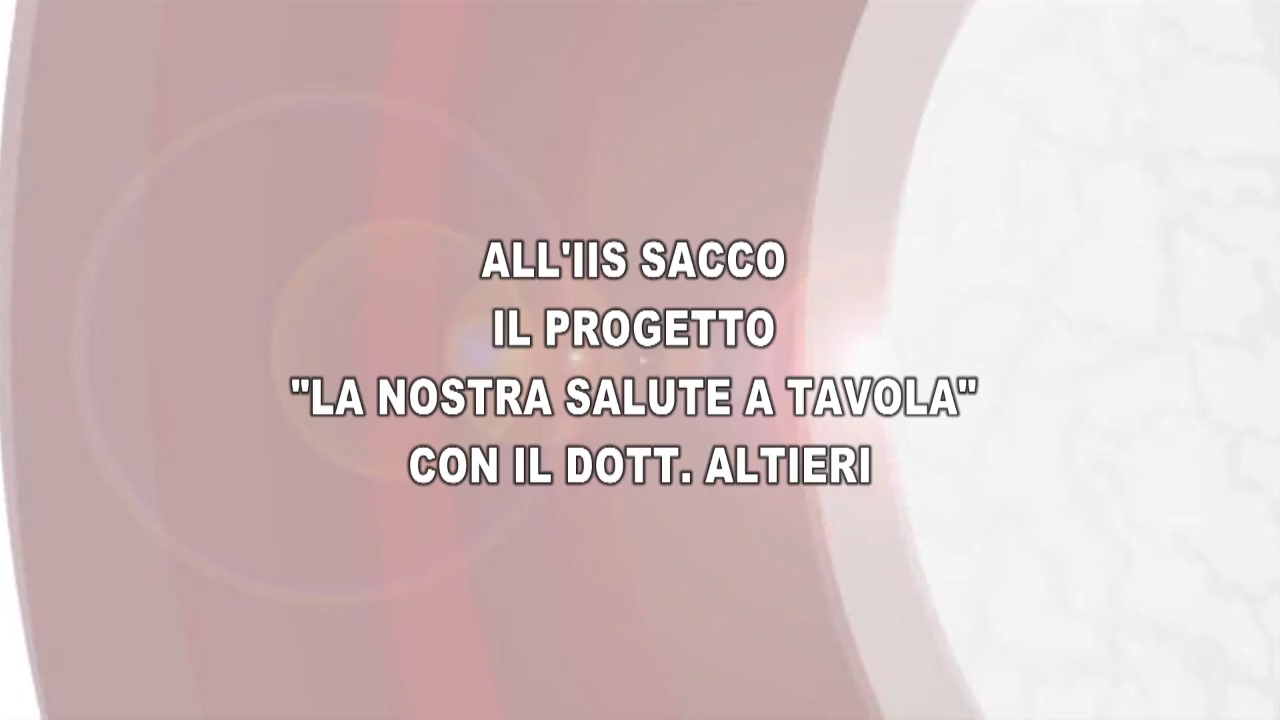 ALL'IIS SACCO
IL PROGETTO
"LA NOSTRA SALUTE A TAVOLA"
CON IL DOTT. ALTIERI